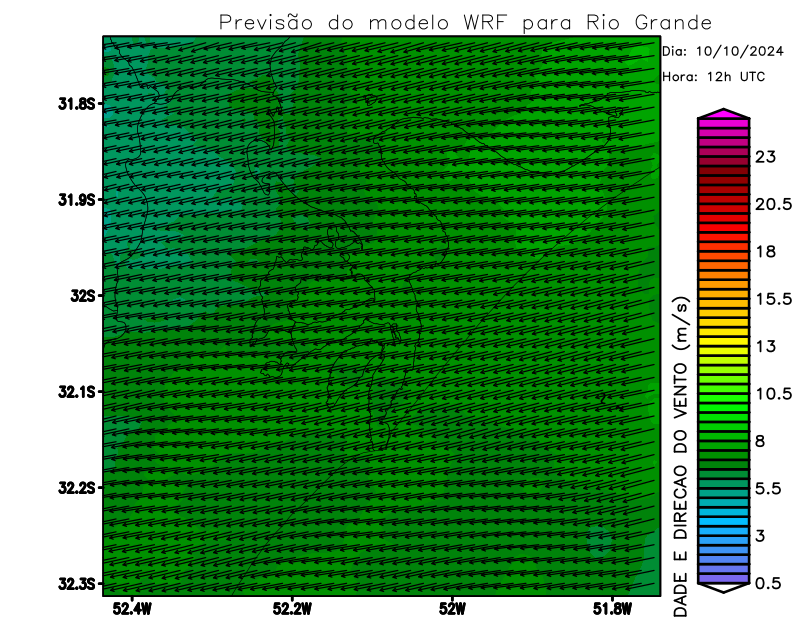 Previsão do modelo WRF para Rio Grande
Dia: 10/10/2024
Hora: 12h UTC
31.8S
31.9S
32S
32.1S
32.2S
32.3S
52.4W
52.2W
52W
51.8W
23
20.5
18
15.5
13
10.5
8
5.5
3
0.5
DADE E DIRECAO DO VENTO (m/s)